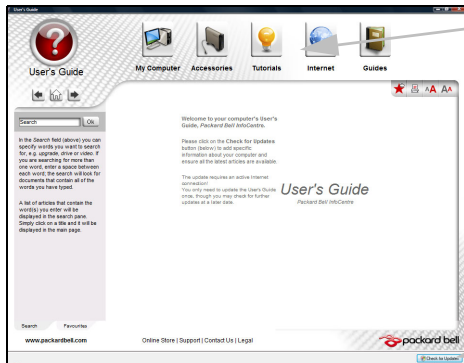 User's Guide
My Computer
Accessories
Tutorials
Internet
Guides
User's Guide
AA
AA
Search
Ok
In the Search field (above) you can
specify words you want to search
for, e.g. upgrade, drive or video. If
you are searching for more than
one word, enter a space between
each word; the search will look for
documents that contain all of the
words you have typed.
A list of articles that contain the
word(s) you enter will be
displayed in the search pane.
Simply click on a title and it will be
displayed in the main page.
Welcome to your computer's User's
Guide, Packard Bell InfoCentre.
Please click on the Check for Updates
button (below) to add specific
information about your computer and
ensure all the latest articles are available.
The update requires an active Internet
connection!
You only need to update the User's Guide
once, though you may check for further
updates at a later date.
User's Guide
Packard Bell InfoCentre
Search
Favourites
www.packardbell.com
Online Store | Support | Contact Us | Legal
packard bell
Check for Updates